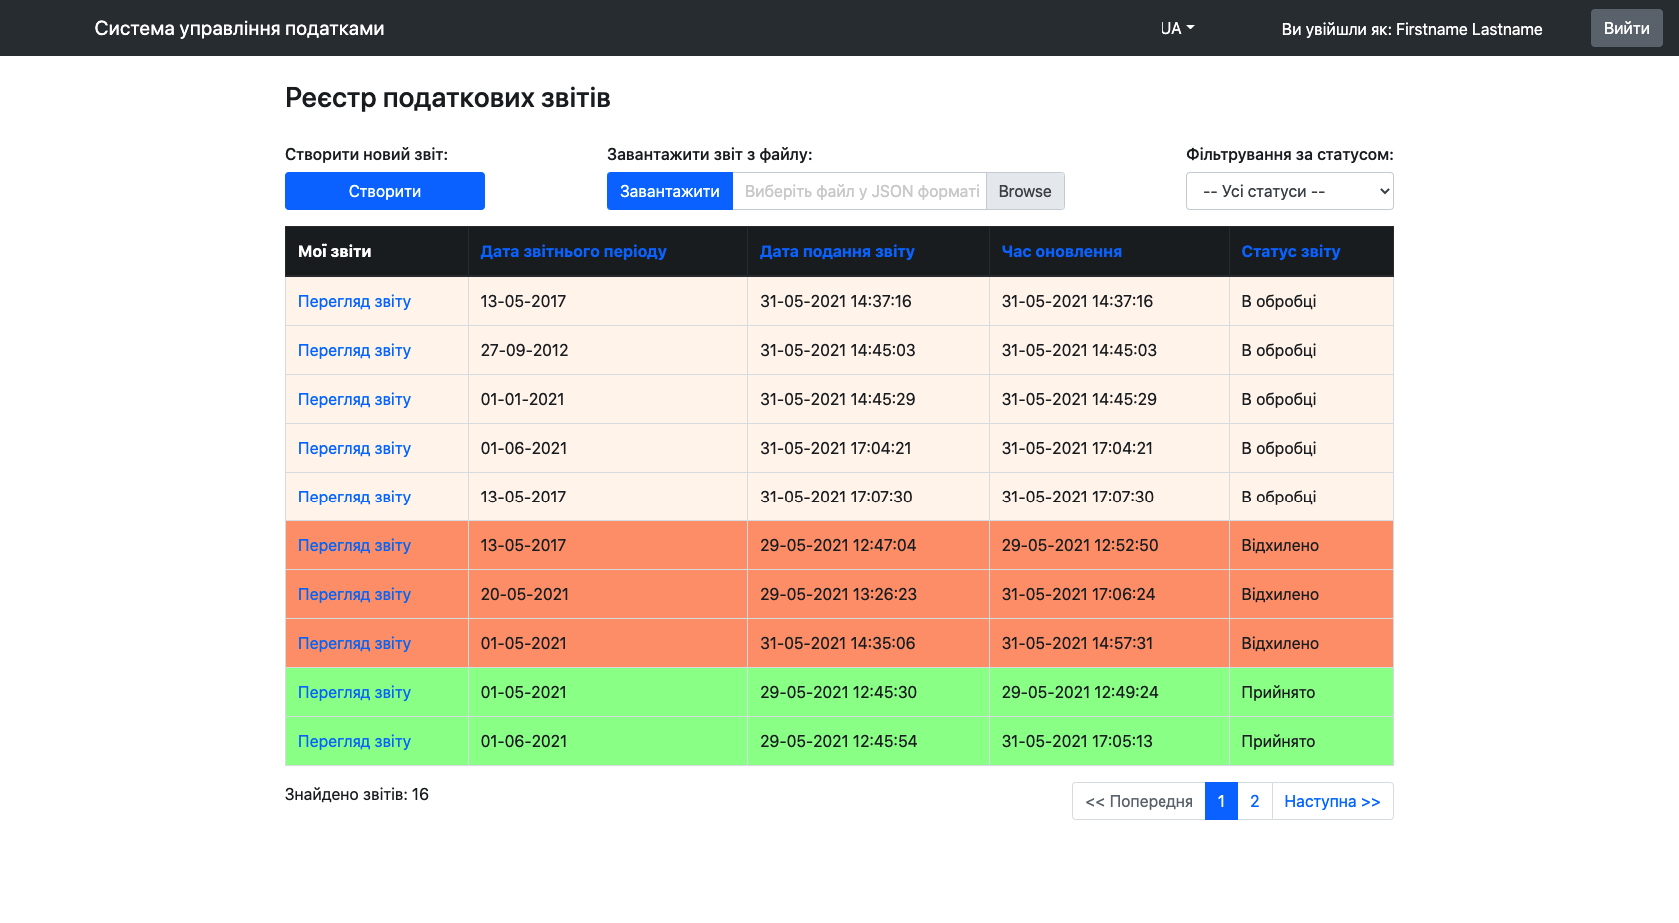 Система управління податками UA Ви увійшли як: Firstname Lastname Вийти
Реєстр податкових звітів
Створити новий звіт: Завантажити звіт з файлу: Фільтрування за статусом:
Створити Завантажити Виберіть файл у JSON форматі Browse -- Усі статуси --
Мої звіти Дата звітнього періоду Дата подання звіту Час оновлення Статус звіту
Перегляд звіту 13-05-2017 31-05-2021 14:37:16 31-05-2021 14:37:16 В обробці
Перегляд звіту 27-09-2012 31-05-2021 14:45:03 31-05-2021 14:45:03 В обробці
Перегляд звіту 01-01-2021 31-05-2021 14:45:29 31-05-2021 14:45:29 В обробці
Перегляд звіту 01-06-2021 31-05-2021 17:04:21 31-05-2021 17:04:21 В обробці
Перегляд звіту 13-05-2017 31-05-2021 17:07:30 31-05-2021 17:07:30 В обробці
Перегляд звіту 13-05-2017 29-05-2021 12:47:04 29-05-2021 12:52:50 Відхилено
Перегляд звіту 20-05-2021 29-05-2021 13:26:23 31-05-2021 17:06:24 Відхилено
Перегляд звіту 01-05-2021 31-05-2021 14:35:06 31-05-2021 14:57:31 Відхилено
Перегляд звіту 01-05-2021 29-05-2021 12:45:30 29-05-2021 12:49:24 Прийнято
Перегляд звіту 01-06-2021 29-05-2021 12:45:54 31-05-2021 17:05:13 Прийнято
Знайдено звітів: 16 << Попередня 1 2 Наступна >>